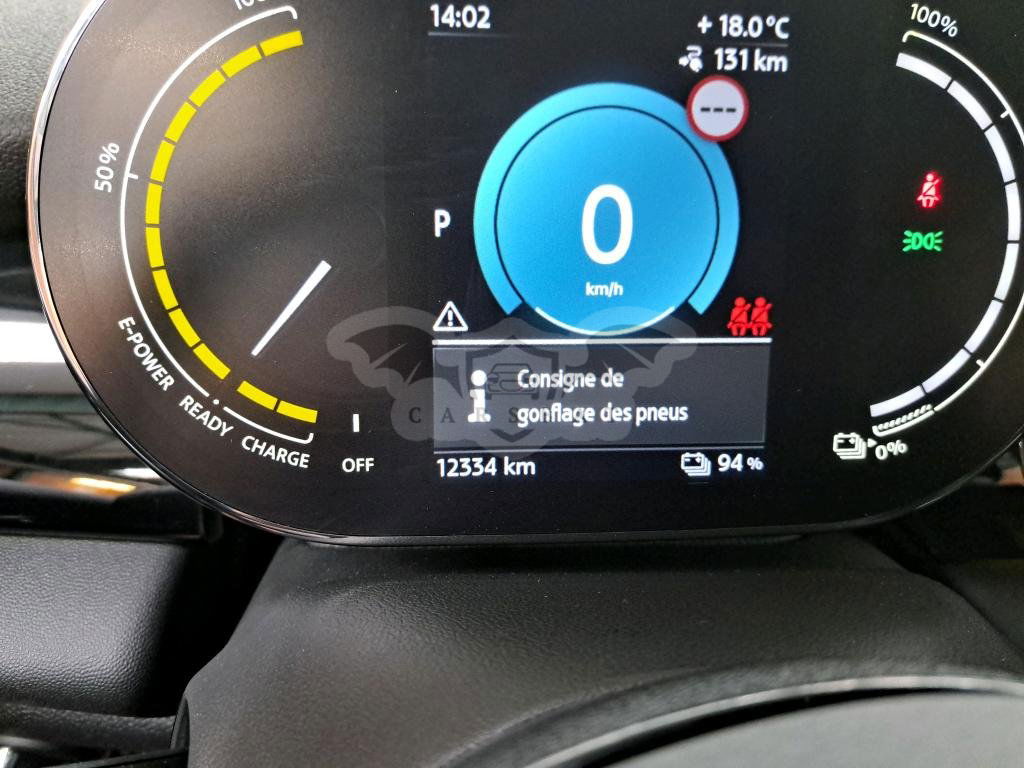 14:02
+ 18.0°C
131 km
100%
---
50%
P
0
km/h
E-POWER
READY
CHARGE
OFF
Consigne de
gonflage des pneus
12334 km
94 %
0%